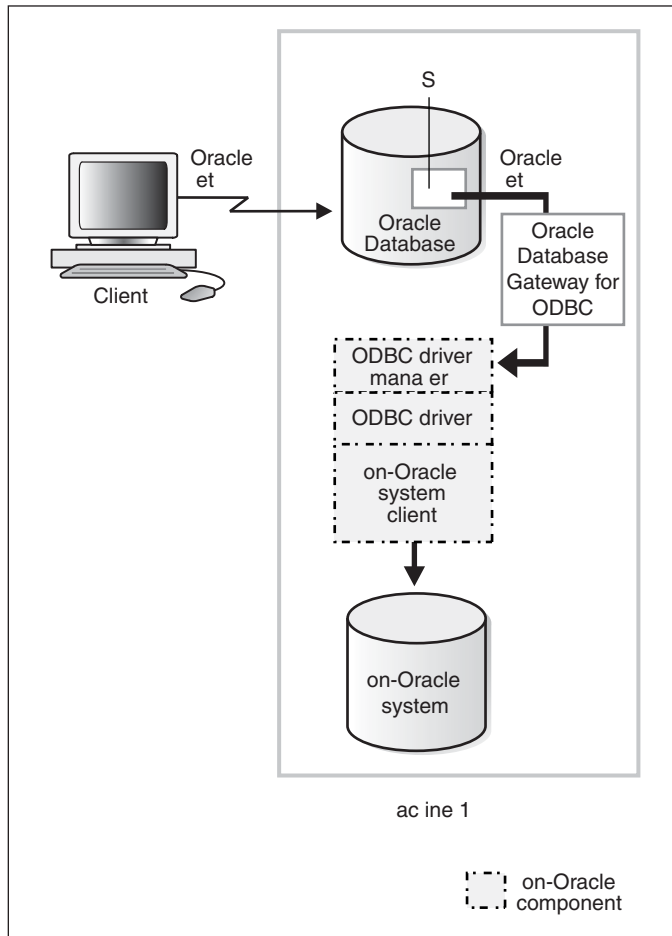 S
Oracle
et
Oracle
et
Oracle
Database
Client
Oracle
Database
Gateway for
ODBC
ODBC driver
mana er
ODBC driver
on-Oracle
system
client
on-Oracle
system
ac ine 1
on-Oracle
component